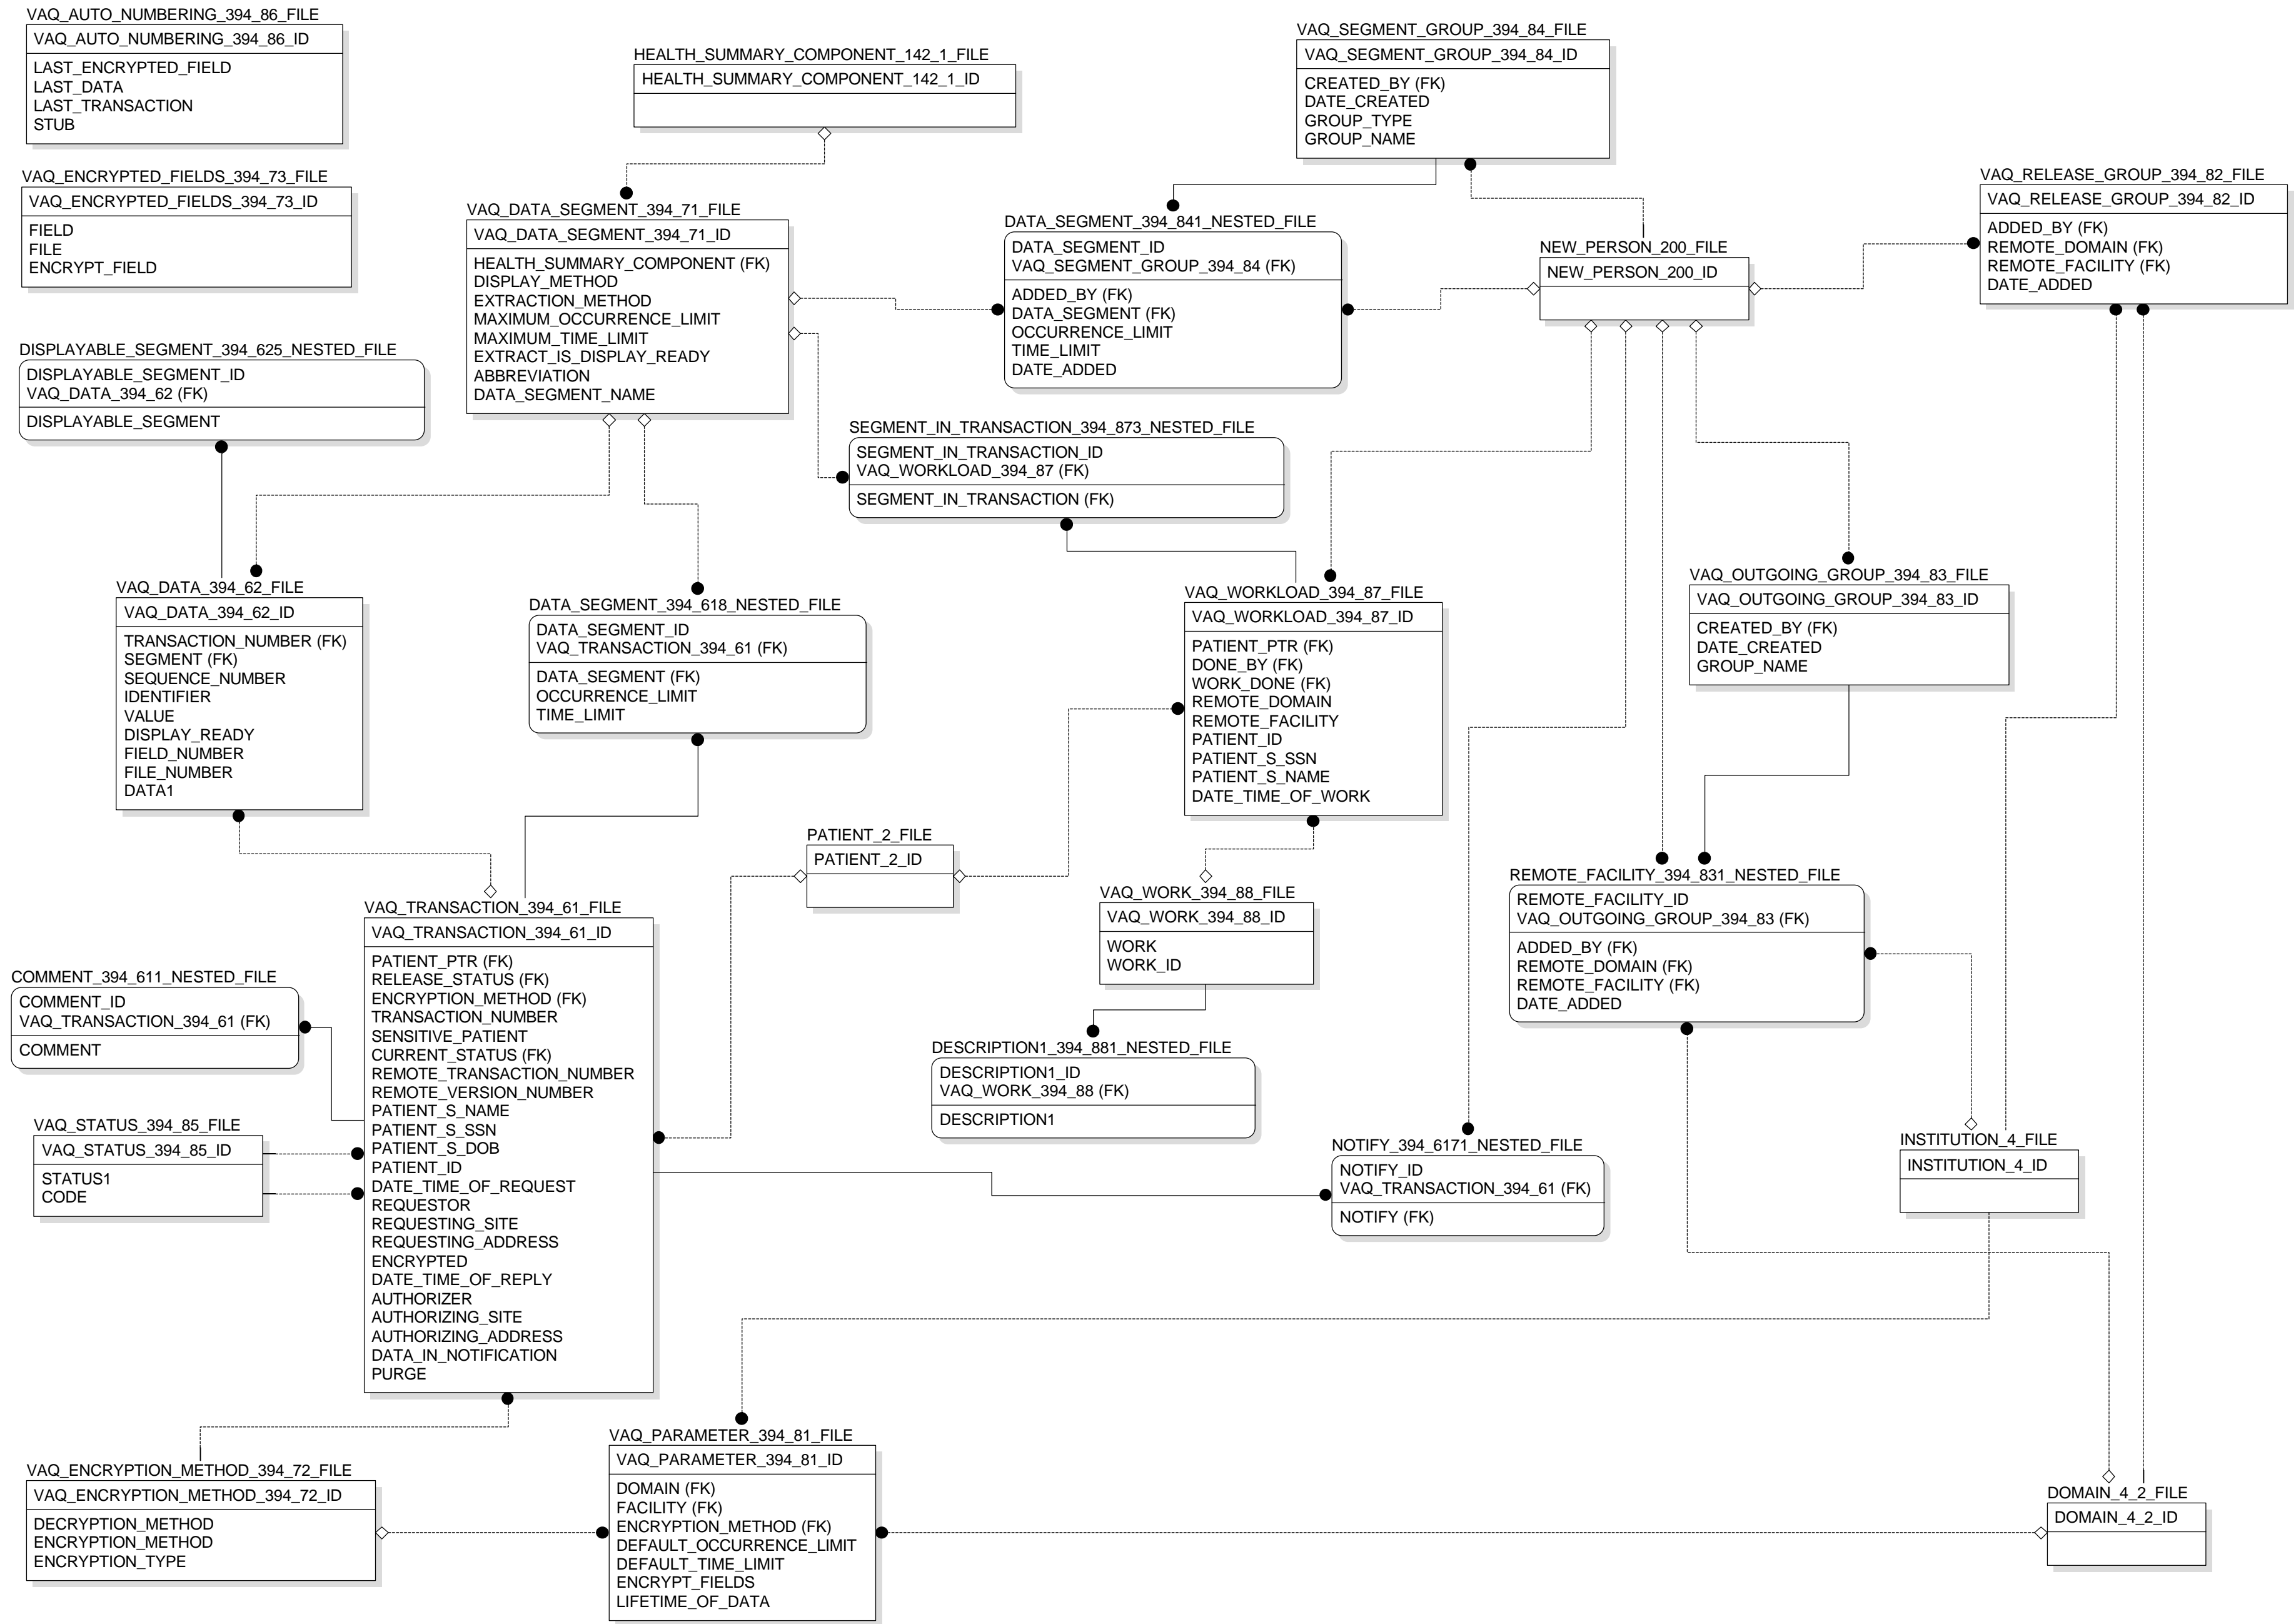 VAQ_AUTO_NUMBERING_394_86_FILE
VAQ_AUTO_NUMBERING_394_86_ID
LAST_ENCRYPTED_FIELD
LAST_DATA
LAST_TRANSACTION
STUB
HEALTH_SUMMARY_COMPONENT_142_1_FILE
HEALTH_SUMMARY_COMPONENT_142_1_ID
VAQ_SEGMENT_GROUP_394_84_FILE
VAQ_SEGMENT_GROUP_394_84_ID
CREATED_BY (FK)
DATE_CREATED
GROUP_TYPE
GROUP_NAME
VAQ_ENCRYPTED_FIELDS_394_73_FILE
VAQ_ENCRYPTED_FIELDS_394_73_ID
FIELD
FILE
ENCRYPT_FIELD
VAQ_DATA_SEGMENT_394_71_FILE
VAQ_DATA_SEGMENT_394_71_ID
HEALTH_SUMMARY_COMPONENT (FK)
DISPLAY_METHOD
EXTRACTION_METHOD
MAXIMUM_OCCURRENCE_LIMIT
MAXIMUM_TIME_LIMIT
EXTRACT_IS_DISPLAY_READY
ABBREVIATION
DATA_SEGMENT_NAME
DATA_SEGMENT_394_841_NESTED_FILE
DATA_SEGMENT_ID
VAQ_SEGMENT_GROUP_394_84 (FK)
ADDED_BY (FK)
DATA_SEGMENT (FK)
OCCURRENCE_LIMIT
TIME_LIMIT
DATE_ADDED
NEW_PERSON_200_FILE
NEW_PERSON_200_ID
VAQ_RELEASE_GROUP_394_82_FILE
VAQ_RELEASE_GROUP_394_82_ID
ADDED_BY (FK)
REMOTE_DOMAIN (FK)
REMOTE_FACILITY (FK)
DATE_ADDED
DISPLAYABLE_SEGMENT_394_625_NESTED_FILE
DISPLAYABLE_SEGMENT_ID
VAQ_DATA_394_62 (FK)
DISPLAYABLE_SEGMENT
SEGMENT_IN_TRANSACTION_394_873_NESTED_FILE
SEGMENT_IN_TRANSACTION_ID
VAQ_WORKLOAD_394_87 (FK)
SEGMENT_IN_TRANSACTION (FK)
VAQ_DATA_394_62_FILE
VAQ_DATA_394_62_ID
TRANSACTION_NUMBER (FK)
SEGMENT (FK)
SEQUENCE_NUMBER
IDENTIFIER
VALUE
DISPLAY_READY
FIELD_NUMBER
FILE_NUMBER
DATA1
DATA_SEGMENT_394_618_NESTED_FILE
DATA_SEGMENT_ID
VAQ_TRANSACTION_394_61 (FK)
DATA_SEGMENT (FK)
OCCURRENCE_LIMIT
TIME_LIMIT
VAQ_WORKLOAD_394_87_FILE
VAQ_WORKLOAD_394_87_ID
PATIENT_PTR (FK)
DONE_BY (FK)
WORK_DONE (FK)
REMOTE_DOMAIN
REMOTE_FACILITY
PATIENT_ID
PATIENT_S_SSN
PATIENT_S_NAME
DATE_TIME_OF_WORK
VAQ_OUTGOING_GROUP_394_83_FILE
VAQ_OUTGOING_GROUP_394_83_ID
CREATED_BY (FK)
DATE_CREATED
GROUP_NAME
PATIENT_2_FILE
PATIENT_2_ID
VAQ_WORK_394_88_FILE
VAQ_WORK_394_88_ID
WORK
WORK_ID
REMOTE_FACILITY_394_831_NESTED_FILE
REMOTE_FACILITY_ID
VAQ_OUTGOING_GROUP_394_83 (FK)
ADDED_BY (FK)
REMOTE_DOMAIN (FK)
REMOTE_FACILITY (FK)
DATE_ADDED
VAQ_TRANSACTION_394_61_FILE
VAQ_TRANSACTION_394_61_ID
PATIENT_PTR (FK)
RELEASE_STATUS (FK)
ENCRYPTION_METHOD (FK)
TRANSACTION_NUMBER
SENSITIVE_PATIENT
CURRENT_STATUS (FK)
REMOTE_TRANSACTION_NUMBER
REMOTE_VERSION_NUMBER
PATIENT_S_NAME
PATIENT_S_SSN
PATIENT_S_DOB
PATIENT_ID
DATE_TIME_OF_REQUEST
REQUESTOR
REQUESTING_SITE
REQUESTING_ADDRESS
ENCRYPTED
DATE_TIME_OF_REPLY
AUTHORIZER
AUTHORIZING_SITE
AUTHORIZING_ADDRESS
DATA_IN_NOTIFICATION
PURGE
COMMENT_394_611_NESTED_FILE
COMMENT_ID
VAQ_TRANSACTION_394_61 (FK)
COMMENT
DESCRIPTION1_394_881_NESTED_FILE
DESCRIPTION1_ID
VAQ_WORK_394_88 (FK)
DESCRIPTION1
VAQ_STATUS_394_85_FILE
VAQ_STATUS_394_85_ID
STATUS1
CODE
NOTIFY_394_6171_NESTED_FILE
NOTIFY_ID
VAQ_TRANSACTION_394_61 (FK)
NOTIFY (FK)
INSTITUTION_4_FILE
INSTITUTION_4_ID
VAQ_ENCRYPTION_METHOD_394_72_FILE
VAQ_ENCRYPTION_METHOD_394_72_ID
DECRYPTION_METHOD
ENCRYPTION_METHOD
ENCRYPTION_TYPE
VAQ_PARAMETER_394_81_FILE
VAQ_PARAMETER_394_81_ID
DOMAIN (FK)
FACILITY (FK)
ENCRYPTION_METHOD (FK)
DEFAULT_OCCURRENCE_LIMIT
DEFAULT_TIME_LIMIT
ENCRYPT_FIELDS
LIFETIME_OF_DATA
DOMAIN_4_2_FILE
DOMAIN_4_2_ID